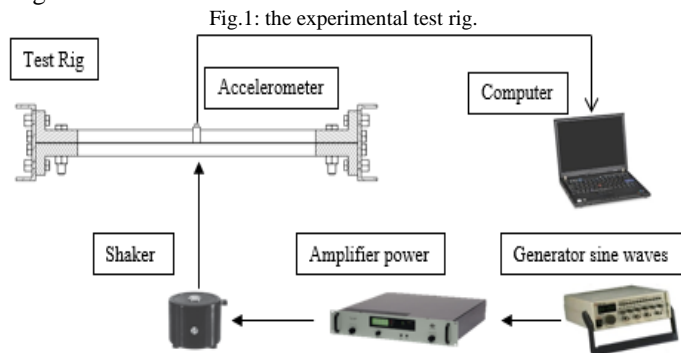 Fig.1: the experimental test rig.
Test Rig
Accelerometer
Computer
Shaker
Amplifier power
Generator sine waves